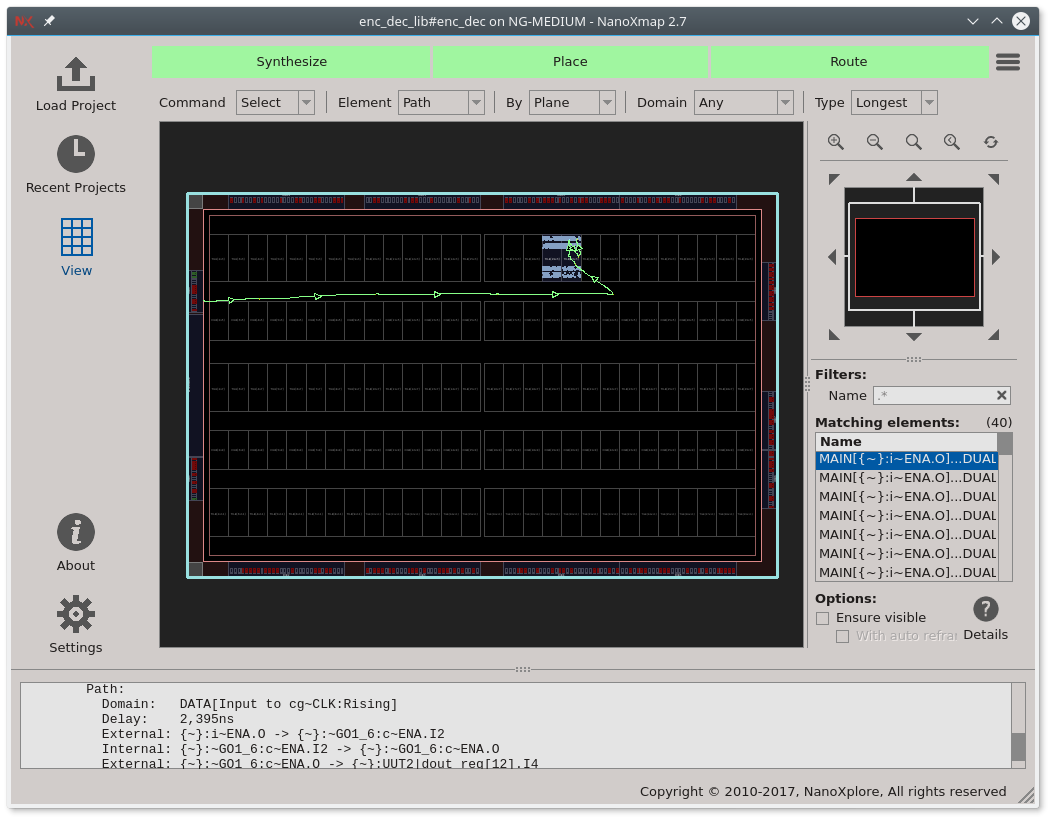 NX enc_dec_lib#enc_dec on NG-MEDIUM - NanoXmap 2.7
Load Project
Recent Projects
View
About
Settings
Synthesize Place Route
Command Select Element Path By Plane Domain Any Type Longest
Filters:
Name .*
Matching elements: (40)
Name
MAIN[{~}:i~ENA.O]...DUAL
MAIN[{~}:i~ENA.O]...DUAL
MAIN[{~}:i~ENA.O]...DUAL
MAIN[{~}:i~ENA.O]...DUAL
MAIN[{~}:i~ENA.O]...DUAL
MAIN[{~}:i~ENA.O]...DUAL
MAIN[{~}:i~ENA.O]...DUAL
Options:
Ensure visible
With auto refrar
Details
Path:
Domain: DATA[Input to cg~CLK:Rising]
Delay: 2,395ns
External: {~}:i~ENA.O -> {~}:~GO1_6:c~ENA.I2
Internal: {~}:~GO1_6:c~ENA.I2 -> {~}:~GO1_6:c~ENA.O
External: {~}:~GO1_6:c~ENA.O -> {~}:UUT2|dout_reg[12].I4
Copyright © 2010-2017, NanoXplore, All rights reserved